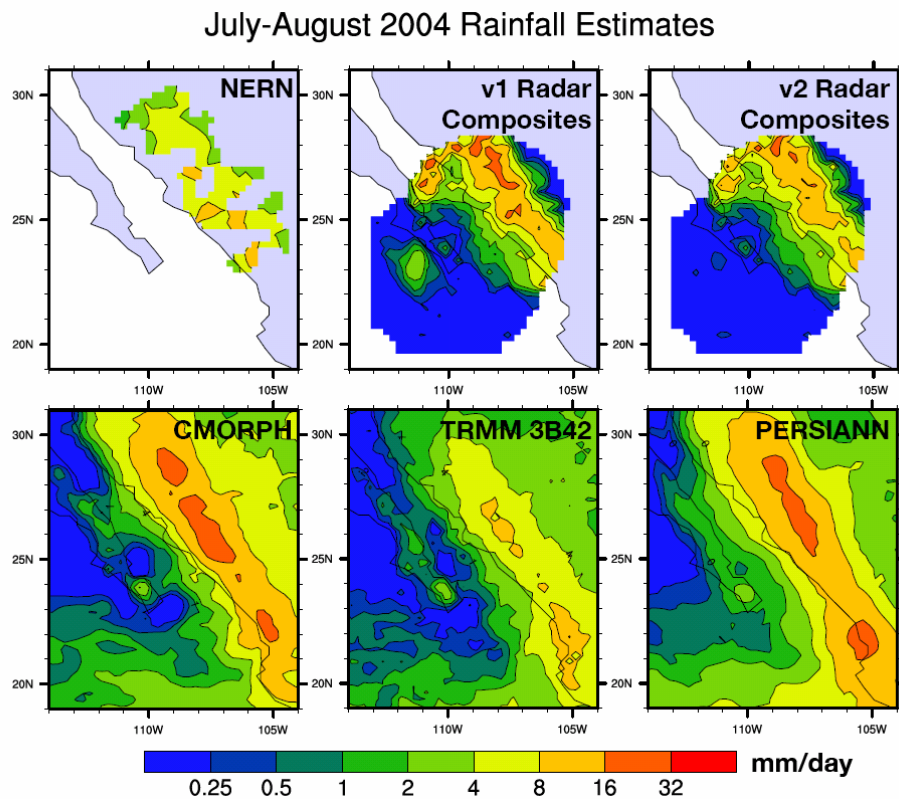 July-August 2004 Rainfall Estimates
NERN
v1 Radar
Composites
v2 Radar
Composites
30N
25N
20N
110W
105W
30N
25N
20N
110W
105W
30N
25N
20N
110W
105W
CMORPH
TRMM 3B42
PERSIANN
30N
25N
20N
110W
105W
30N
25N
20N
110W
105W
30N
25N
20N
110W
105W
0.25 0.5 1 2 4 8 16 32 mm/day